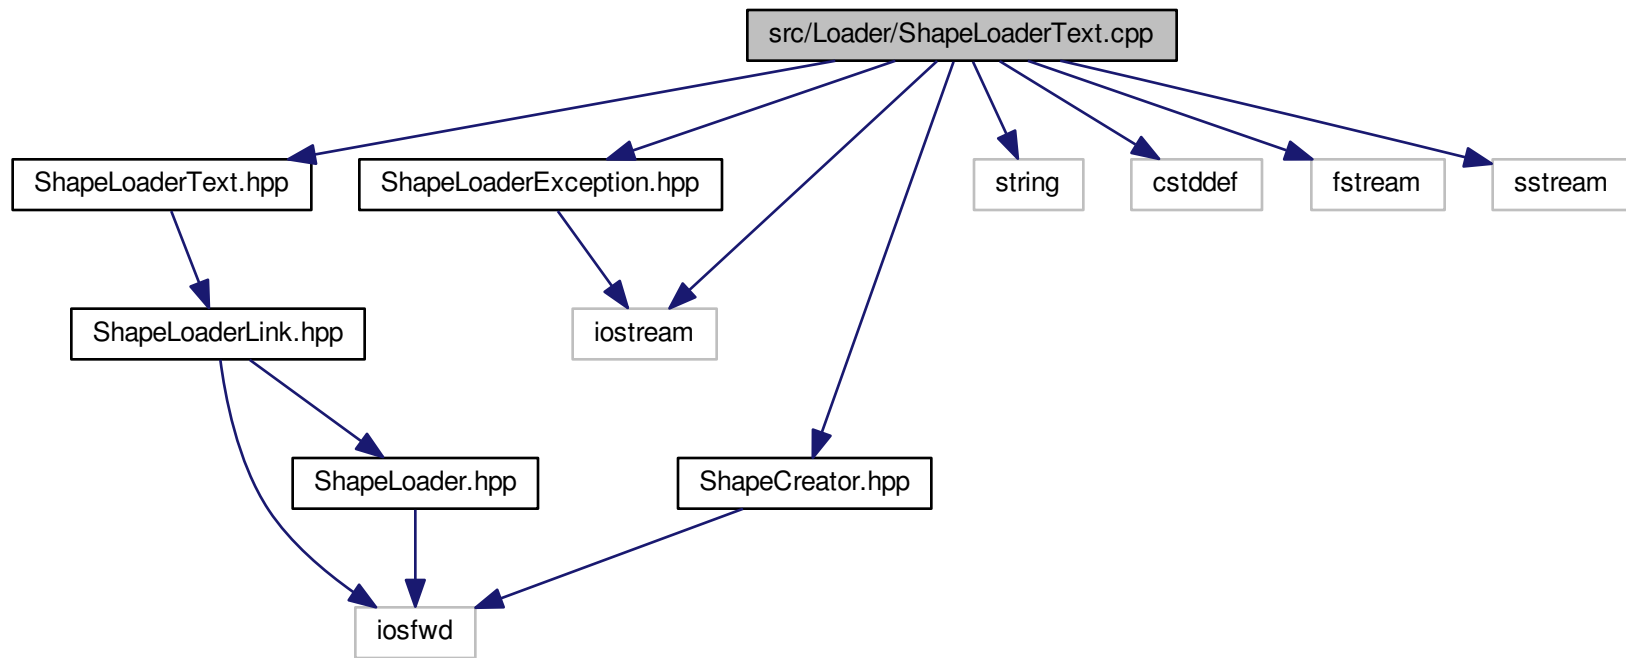 src/Loader/ShapeLoaderText.cpp
ShapeLoaderText.hpp
ShapeLoaderException.hpp
string
cstddef
fstream
sstream
ShapeLoaderLink.hpp
iostream
ShapeLoader.hpp
ShapeCreator.hpp
iosfwd